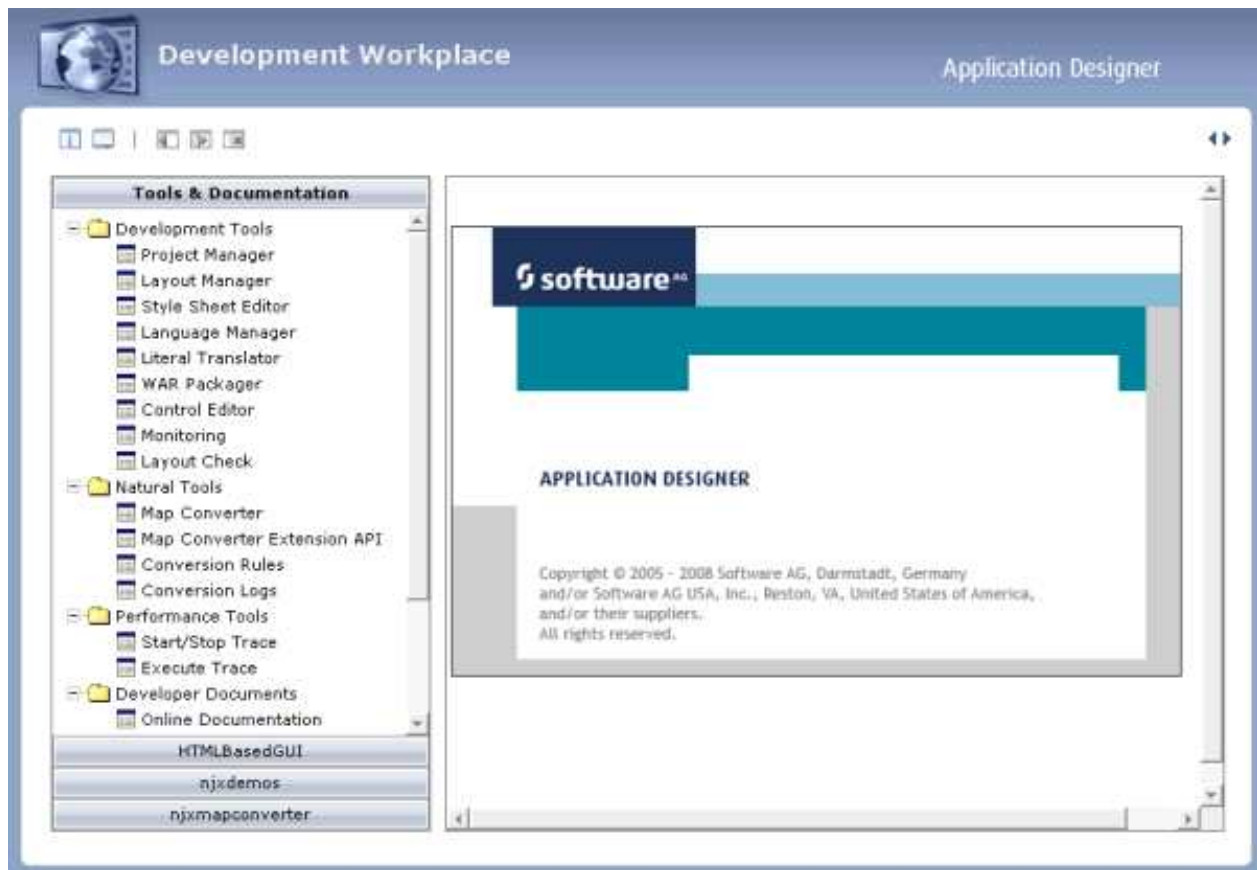 Development Workplace
Application Designer
Tools & Documentation
Development Tools
Project Manager
Layout Manager
Style Sheet Editor
Language Manager
Literal Translator
WAR Packager
Control Editor
Monitoring
Layout Check
Natural Tools
Map Converter
Map Converter Extension API
Conversion Rules
Conversion Logs
Performance Tools
Start/Stop Trace
Execute Trace
Developer Documents
Online Documentation
HTMLBasedGUI
njxdemos
njxmapconverter
software AG
APPLICATION DESIGNER
Copyright © 2005 - 2008 Software AG, Darmstadt, Germany
and/or Software AG USA, Inc., Reston, VA, United States of America,
and/or their suppliers.
All rights reserved.